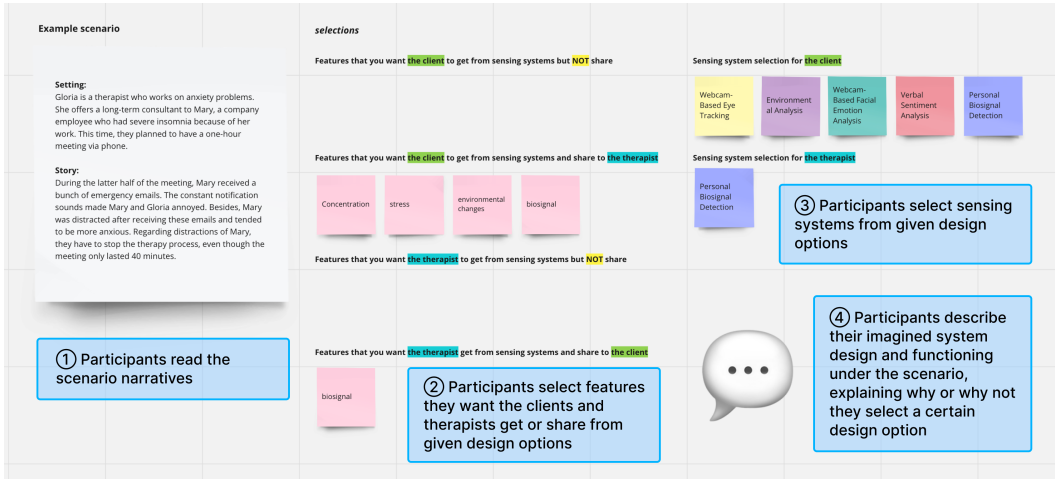 Example scenario
Setting:
Gloria is a therapist who works on anxiety problems.
She offers a long-term consultant to Mary, a company
employee who had severe insomnia because of her
work. This time, they planned to have a one-hour
meeting via phone.
Story:
During the latter half of the meeting, Mary received a
bunch of emergency emails. The constant notification
sounds made Mary and Gloria annoyed. Besides, Mary
was distracted after receiving these emails and tended
to be more anxious. Regarding distractions of Mary,
they have to stop the therapy process, even though the
meeting only lasted 40 minutes.
① Participants read the
scenario narratives
selections
Features that you want the client to get from sensing systems but NOT share
Features that you want the client to get from sensing systems and share to the therapist
Concentration
stress
environmental
changes
biosignal
Features that you want the therapist to get from sensing systems but NOT share
Features that you want the therapist get from sensing systems and share to the client
biosignal
② Participants select features
they want the clients and
therapists get or share from
given design options
Sensing system selection for the client
Webcam-
Based Eye
Tracking
Environment
al Analysis
Webcam-
Based Facial
Emotion
Analysis
Verbal
Sentiment
Analysis
Personal
Biosignal
Detection
Sensing system selection for the therapist
Personal
Biosignal
Detection
③ Participants select sensing
systems from given design
options
④ Participants describe
their imagined system
design and functioning
under the scenario,
explaining why or why not
they select a certain
design option